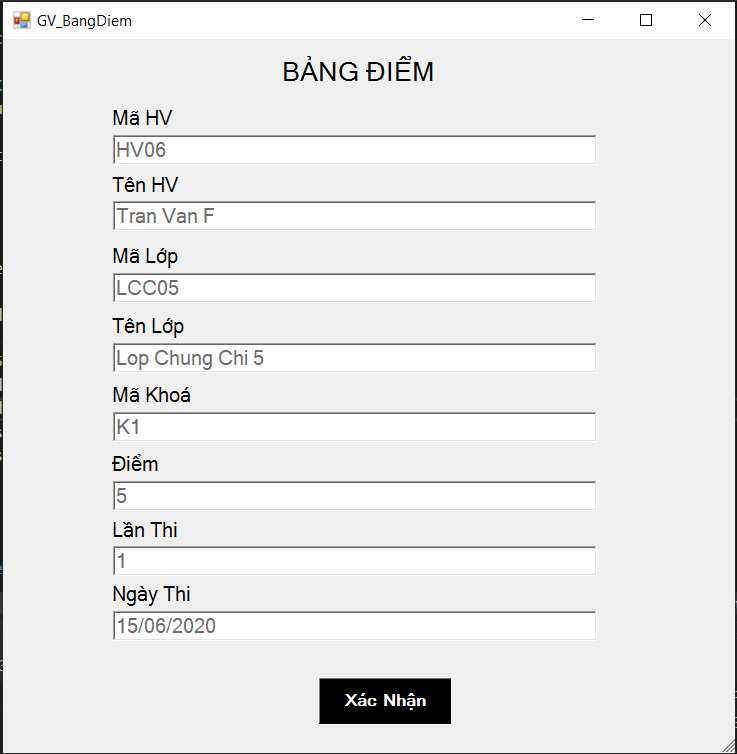 GV_BangDiem
BẢNG ĐIỂM
Mã HV
HV06
Tên HV
Tran Van F
Mã Lớp
LCC05
Tên Lớp
Lop Chung Chi 5
Mã Khoá
K1
Điểm
5
Lần Thi
1
Ngày Thi
15/06/2020
Xác Nhận